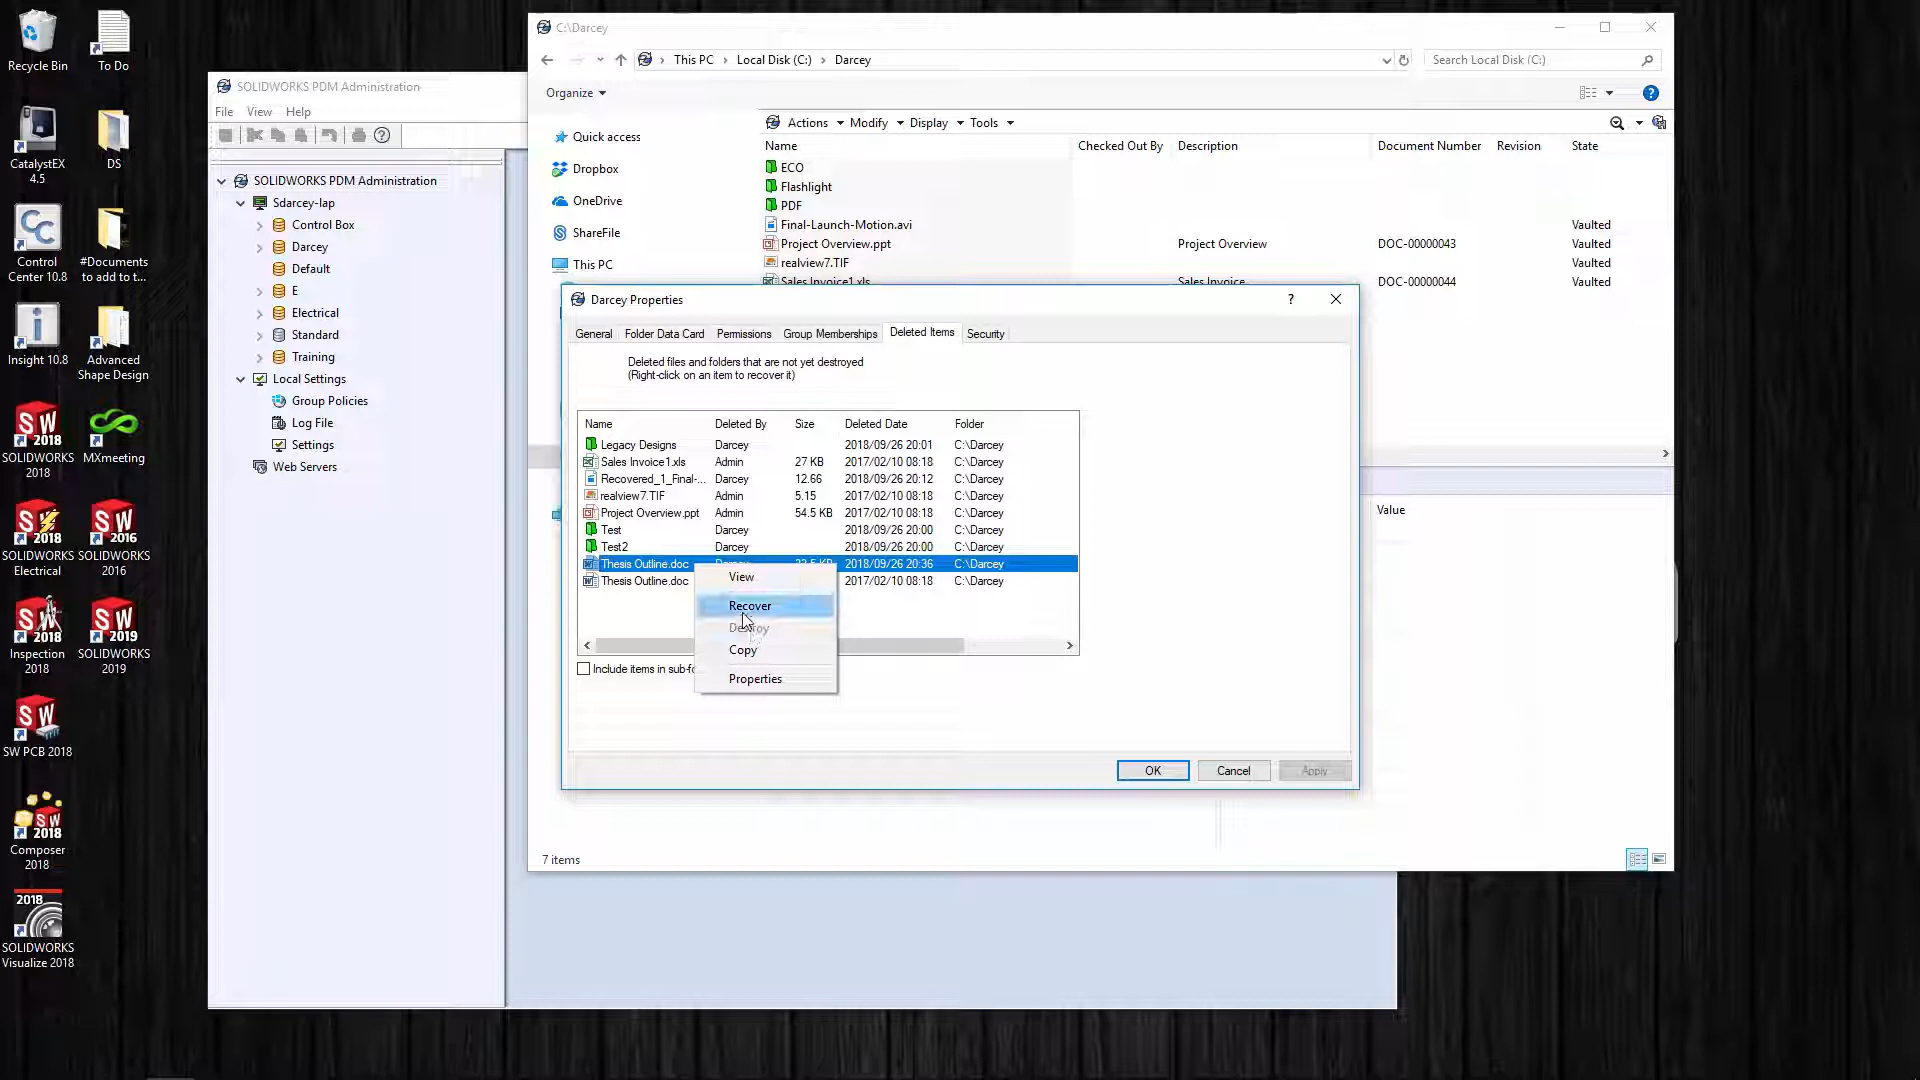 Recycle Bin
To Do
CatalystEX
4.5
DS
Control
Center 10.8
#Documents
to add to t...
Insight 10.8
Advanced
Shape Design
SOLIDWORKS
2018
MXmeeting
SOLIDWORKS
Electrical
SOLIDWORKS
2016
Inspection
2018
SOLIDWORKS
2019
SW PCB 2018
Composer
2018
SOLIDWORKS
Visualize 2018
SOLIDWORKS PDM Administration
File View Help
SOLIDWORKS PDM Administration
Sdarcey-lap
Control Box
Darcey
Default
E
Electrical
Standard
Training
Local Settings
Group Policies
Log File
Settings
Web Servers
C:\Darcey
This PC > Local Disk (C:) > Darcey
Search Local Disk (C:)
Organize
Quick access
Dropbox
OneDrive
ShareFile
This PC
Actions Modify Display Tools
Name Checked Out By Description Document Number Revision State
ECO
Flashlight
PDF
Final-Launch-Motion.avi Vaulted
Project Overview.ppt Project Overview DOC-00000043 Vaulted
realview7.TIF Vaulted
Sales Invoice1.xls Sales Invoice DOC-00000044 Vaulted
Value
7 items
Darcey Properties
General Folder Data Card Permissions Group Memberships Deleted Items Security
Deleted files and folders that are not yet destroyed
(Right-click on an item to recover it)
Name Deleted By Size Deleted Date Folder
Legacy Designs Darcey 2018/09/26 20:01 C:\Darcey
Sales Invoice1.xls Admin 27 KB 2017/02/10 08:18 C:\Darcey
Recovered_1_Final-... Darcey 12.66 2018/09/26 20:12 C:\Darcey
realview7.TIF Admin 5.15 2017/02/10 08:18 C:\Darcey
Project Overview.ppt Admin 54.5 KB 2017/02/10 08:18 C:\Darcey
Test Darcey 2018/09/26 20:00 C:\Darcey
Test2 Darcey 2018/09/26 20:00 C:\Darcey
Thesis Outline.doc 2018/09/26 20:36 C:\Darcey
Thesis Outline.doc 2017/02/10 08:18 C:\Darcey
View
Recover
Destroy
Copy
Properties
Include items in sub-fo
OK Cancel Apply